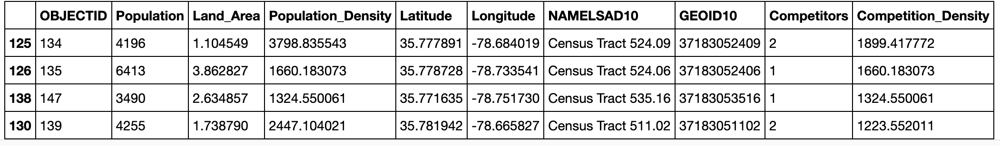 OBJECTID Population Land_Area Population_Density Latitude Longitude NAMELSAD10 GEOID10 Competitors Competition_Density
125 134 4196 1.104549 3798.835543 35.777891 -78.684019 Census Tract 524.09 37183052409 2 1899.417772
126 135 6413 3.862827 1660.183073 35.778728 -78.733541 Census Tract 524.06 37183052406 1 1660.183073
138 147 3490 2.634857 1324.550061 35.771635 -78.751730 Census Tract 535.16 37183053516 1 1324.550061
130 139 4255 1.738790 2447.104021 35.781942 -78.665827 Census Tract 511.02 37183051102 2 1223.552011